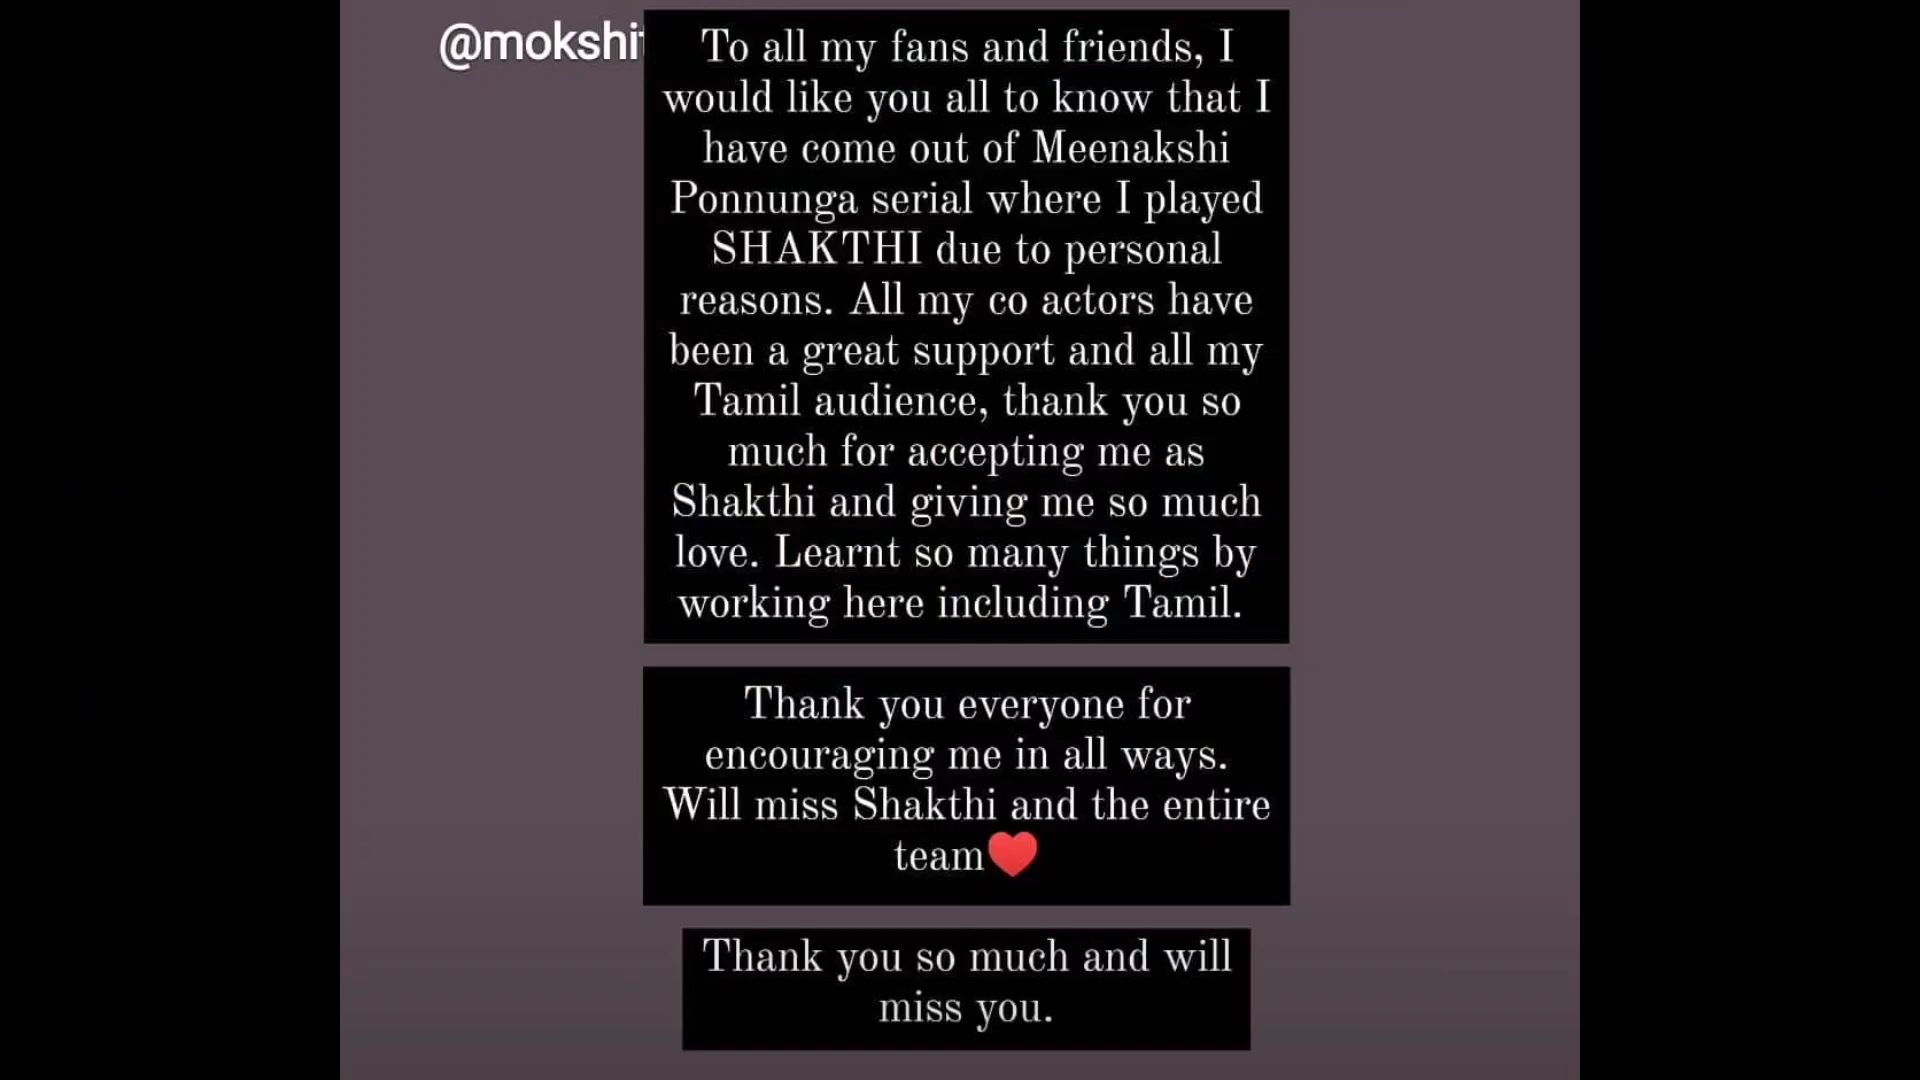 @mokshit
To all my fans and friends, I
would like you all to know that I
have come out of Meenakshi
Ponnunga serial where I played
SHAKTHI due to personal
reasons. All my co actors have
been a great support and all my
Tamil audience, thank you so
much for accepting me as
Shakthi and giving me so much
love. Learnt so many things by
working here including Tamil.
Thank you everyone for
encouraging me in all ways.
Will miss Shakthi and the entire
team❤️
Thank you so much and will
miss you.